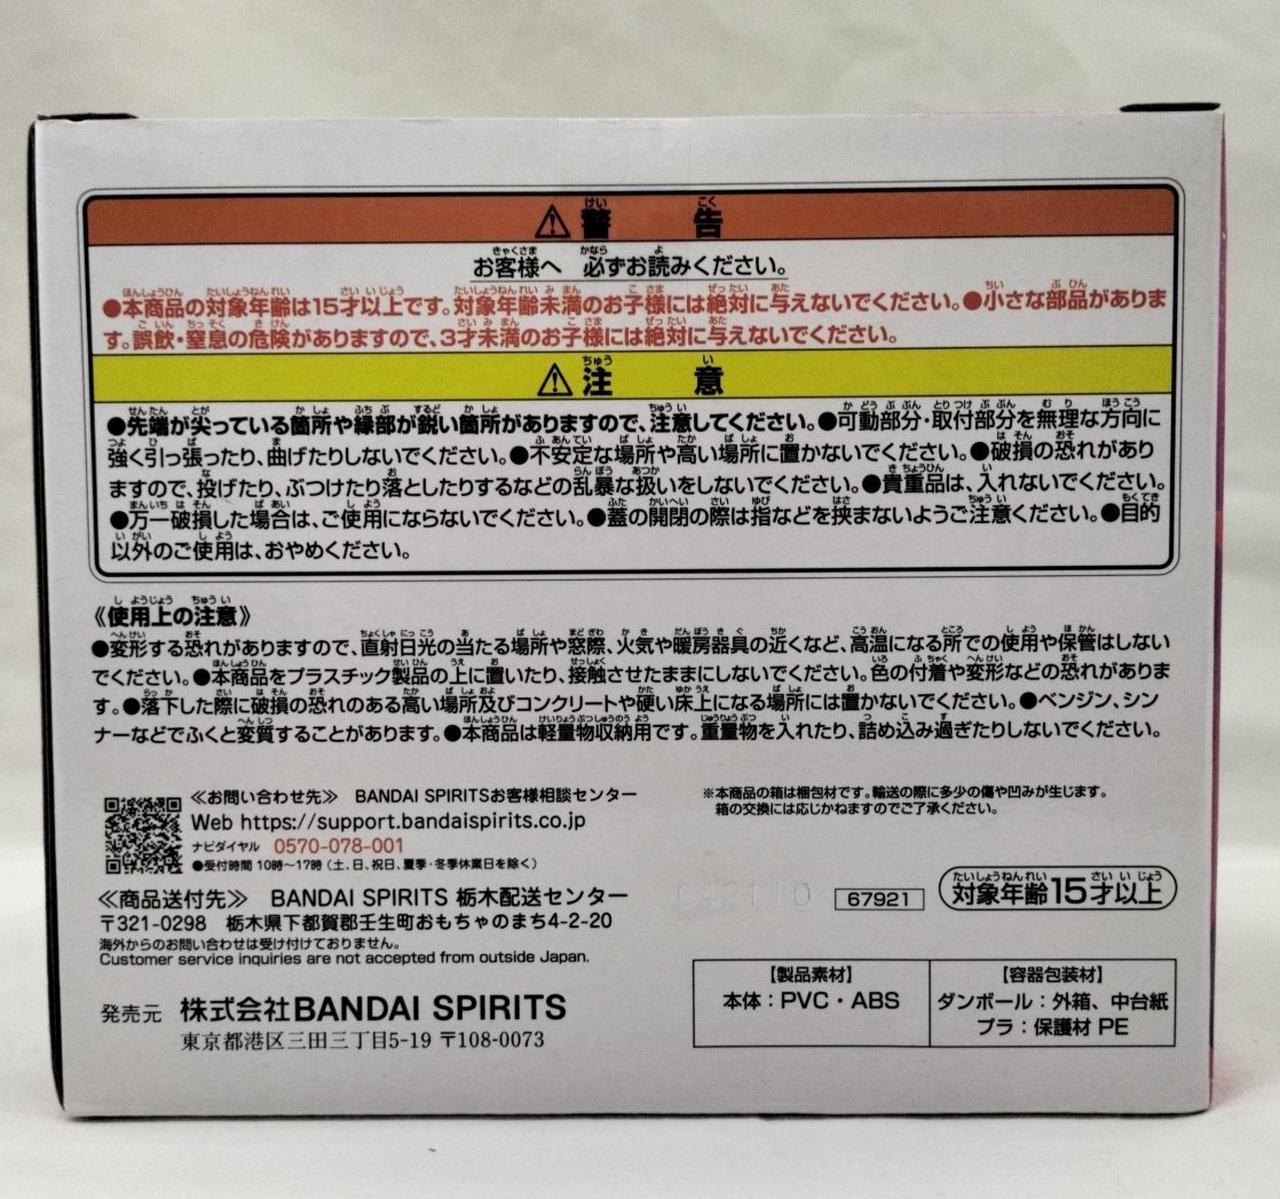 ⚠警 告
お客様へ 必ずお読みください。
●本商品の対象年齢は15才以上です。対象年齢未満のお子様には絶対に与えないでください。●小さな部品がありま
す。誤飲・窒息の危険がありますので、3才未満のお子様には絶対に与えないでください。
⚠注 意
●先端が尖っている箇所や縁部が鋭い箇所がありますので、注意してください。●可動部分・取付部分を無理な方向に
強く引っ張ったり、曲げたりしないでください。●不安定な場所や高い場所に置かないでください。●破損の恐れがあり
ますので、投げたり、ぶつけたり落としたりするなどの乱暴な扱いをしないでください。●貴重品は、入れないでください。
●万一破損した場合は、ご使用にならないでください。●蓋の開閉の際は指などを挟まないようご注意ください。●目的
以外のご使用は、おやめください。
《使用上の注意》
●変形する恐れがありますので、直射日光の当たる場所や窓際、火気や暖房器具の近くなど、高温になる所での使用や保管はしない
でください。●本商品をプラスチック製品の上に置いたり、接触させたままにしないでください。色の付着や変形などの恐れがありま
す。●落下した際に破損の恐れのある高い場所及びコンクリートや硬い床上になる場所には置かないでください。●ベンジン、シン
ナーなどでふくと変質することがあります。●本商品は軽量物収納用です。重量物を入れたり、詰め込み過ぎたりしないでください。
≪お問い合わせ先≫ BANDAI SPIRITSお客様相談センター
Web https://support.bandaispirits.co.jp
ナビダイヤル 0570-078-001
●受付時間 10時～17時 (土、日、祝日、夏季・冬季休業日を除く)
※本商品の箱は梱包材です。輸送の際に多少の傷や凹みが生じます。
箱の交換には応じかねますのでご了承ください。
≪商品送付先≫ BANDAI SPIRITS 栃木配送センター
〒321-0298 栃木県下都賀郡壬生町おもちゃのまち4-2-20
海外からのお問い合わせは受け付けておりません。
Customer service inquiries are not accepted from outside Japan.
67921
対象年齢15才以上
発売元 株式会社BANDAI SPIRITS
東京都港区三田三丁目5-19 〒108-0073
【製品素材】
本体：PVC・ABS
【容器包装材】
ダンボール：外箱、中台紙
プラ：保護材 PE